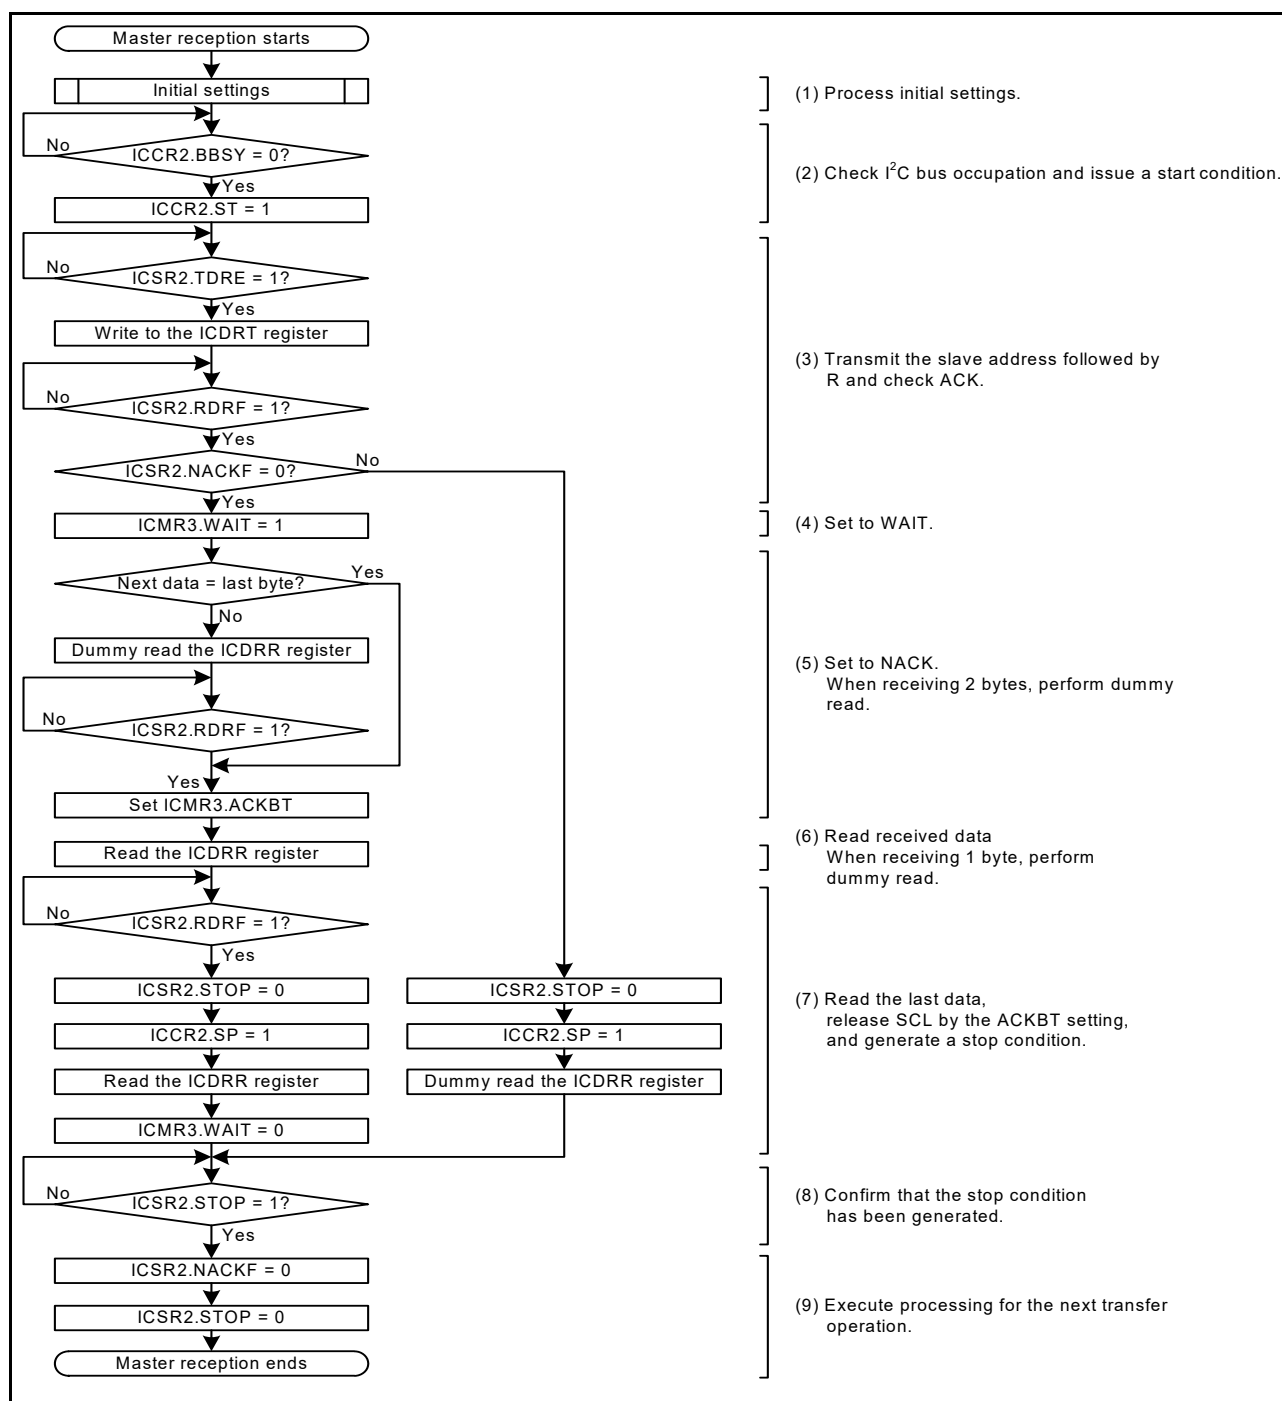 Master reception starts
Initial settings
(1) Process initial settings.
No
ICCR2.BBSY = 0?
Yes
(2) Check I²C bus occupation and issue a start condition.
ICCR2.ST = 1
No
ICSR2.TDRE = 1?
Yes
Write to the ICDRT register
(3) Transmit the slave address followed by
R and check ACK.
No
ICSR2.RDRF = 1?
Yes
ICSR2.NACKF = 0?
No
Yes
ICMR3.WAIT = 1
(4) Set to WAIT.
Next data = last byte?
Yes
No
Dummy read the ICDRR register
(5) Set to NACK.
When receiving 2 bytes, perform dummy
read.
No
ICSR2.RDRF = 1?
Yes
Set ICMR3.ACKBT
Read the ICDRR register
(6) Read received data
When receiving 1 byte, perform
dummy read.
No
ICSR2.RDRF = 1?
Yes
ICSR2.STOP = 0
ICSR2.STOP = 0
(7) Read the last data,
release SCL by the ACKBT setting,
and generate a stop condition.
ICCR2.SP = 1
ICCR2.SP = 1
Read the ICDRR register
Dummy read the ICDRR register
ICMR3.WAIT = 0
No
ICSR2.STOP = 1?
Yes
(8) Confirm that the stop condition
has been generated.
ICSR2.NACKF = 0
ICSR2.STOP = 0
(9) Execute processing for the next transfer
operation.
Master reception ends